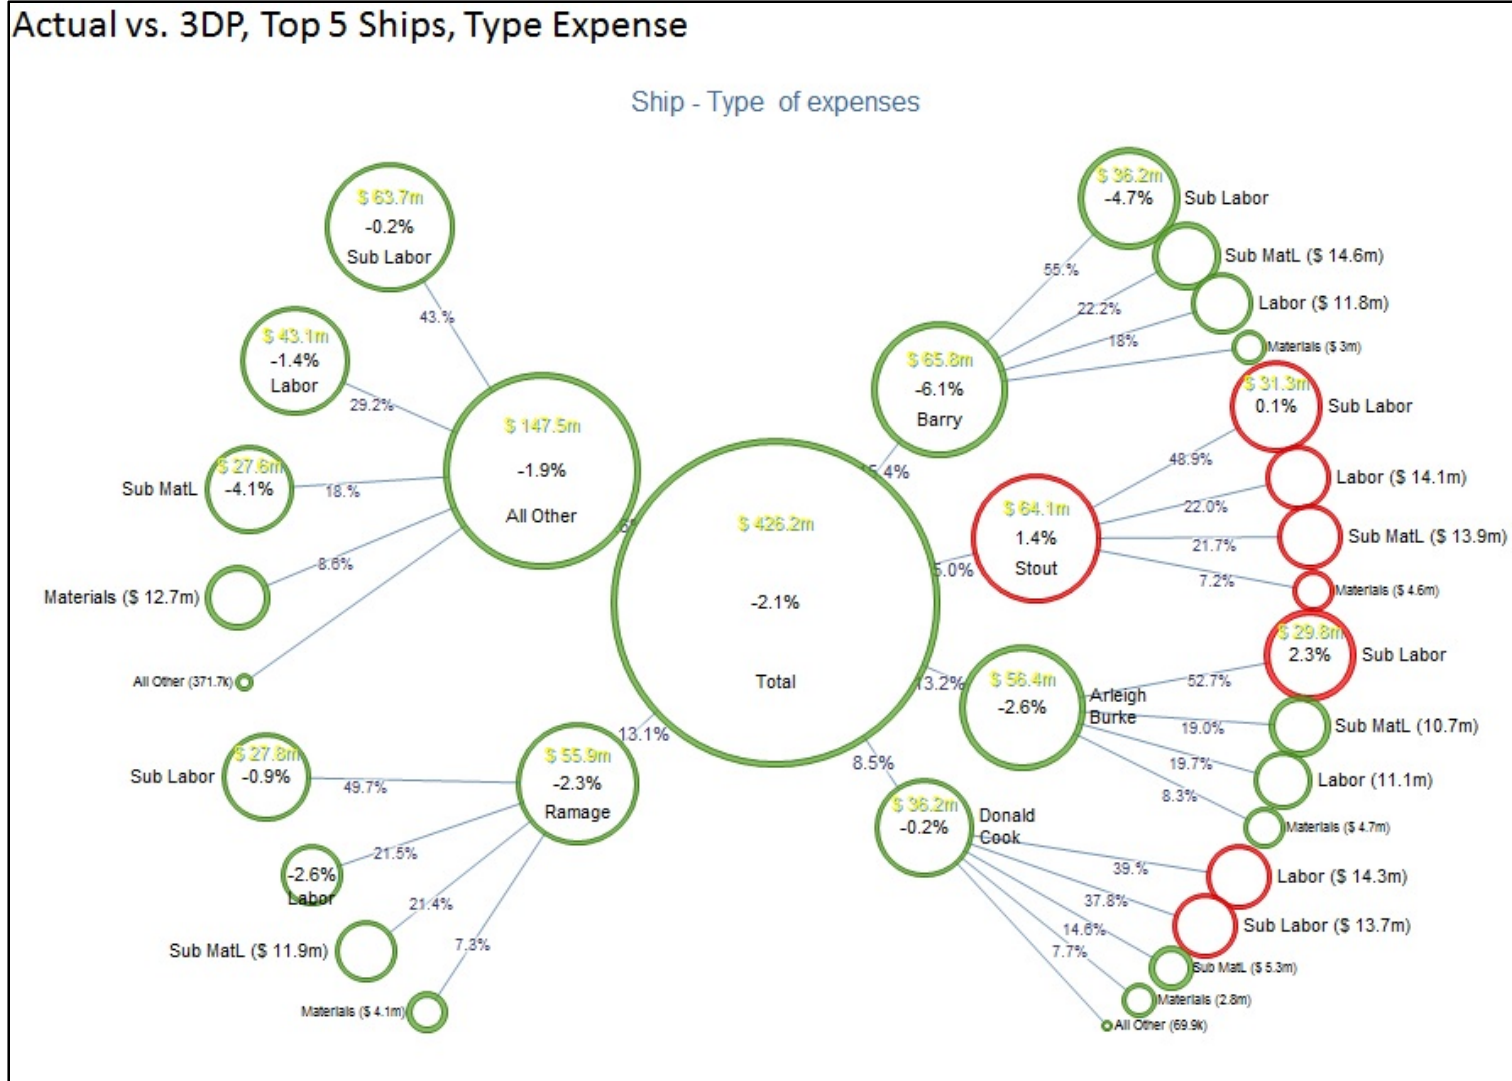 Actual vs. 3DP, Top 5 Ships, Type Expense
Ship - Type of expenses
$ 63.7m
-0.2%
Sub Labor
43.%
$ 43.1m
-1.4%
Labor
29.2%
$ 147.5m
-1.9%
All Other
Sub MatL
$ 27.6m
-4.1%
18.%
Materials ($ 12.7m)
8.6%
All Other (371.7k)
$ 426.2m
-2.1%
Total
13.1%
$ 55.9m
-2.3%
Ramage
Sub Labor
$ 27.8m
-0.9%
49.7%
-2.6%
Labor
21.5%
Sub MatL ($ 11.9m)
21.4%
Materials ($ 4.1m)
7.3%
$ 65.8m
-6.1%
Barry
$ 36.2m
-4.7%
Sub Labor
55.%
Sub MatL ($ 14.6m)
22.2%
Labor ($ 11.8m)
18%
Materials ($ 3m)
5.4%
$ 64.1m
1.4%
Stout
5.0%
$ 31.3m
0.1%
Sub Labor
48.9%
Labor ($ 14.1m)
22.0%
Sub MatL ($ 13.9m)
21.7%
Materials ($ 4.6m)
7.2%
13.2%
$ 56.4m
-2.6%
Arleigh
Burke
$ 29.8m
2.3%
Sub Labor
52.7%
Sub MatL (10.7m)
19.0%
Labor (11.1m)
19.7%
Materials ($ 4.7m)
8.3%
8.5%
$ 36.2m
-0.2%
Donald
Cook
Labor ($ 14.3m)
39.%
Sub Labor ($ 13.7m)
37.8%
Sub MatL ($ 5.3m)
14.6%
Materials (2.8m)
7.7%
All Other (69.9k)